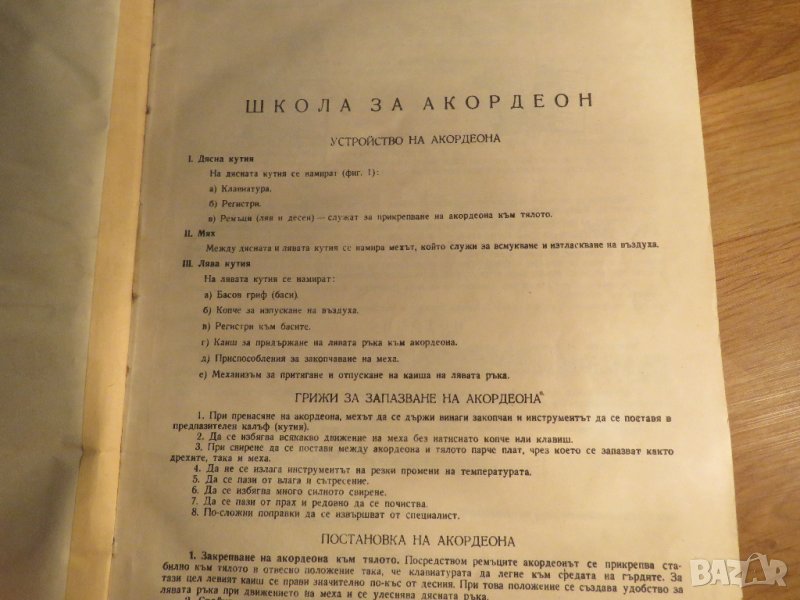 ШКОЛА ЗА АКОРДЕОН
УСТРОЙСТВО НА АКОРДЕОНА
I. Дясна кутия
На дясната кутия се намират (фиг. 1):
а) Клавиатура.
б) Регистри.
в) Ремъци (ляв и десен) — служат за прикрепване на акордеона към тялото.
II. Мях
Между дясната и лявата кутия се намира мехът, който служи за всмукване и изтласкване на въздуха.
III. Лява кутия
На лявата кутия се намират:
а) Басов гриф (баси).
б) Копче за изпускане на въздуха.
в) Регистри към басите.
г) Каиш за придържане на лявата ръка към акордеона.
д) Приспособления за закопчаване на меха.
е) Механизъм за притягане и отпускане на каиша на лявата ръка.
ГРИЖИ ЗА ЗАПАЗВАНЕ НА АКОРДЕОНА
1. При пренасяне на акордеона, мехът да се държи винаги закопчан и инструментът да се поставя в
предпазителен калъф (кутия).
2. Да се избягва всякакво движение на меха без натиснато копче или клавиш.
3. При свирене да се поставя между акордеона и тялото парче плат, чрез което се запазват както
дрехите, така и меха.
4. Да не се излага инструментът на резки промени на температурата.
5. Да се пази от влага и сътресение.
6. Да се избягва много силното свирене.
7. Да се пази от прах и редовно да се почиства.
8. По-сложни поправки да се извършват от специалист.
ПОСТАНОВКА НА АКОРДЕОНА
1. Закрепване на акордеона към тялото. Посредством ремъците акордеонът се прикрепва ста-
билно към тялото в отвесно положение така, че клавиатурата да легне към средата на гърдите. За
тази цел левият каиш се прави значително по-къс от десния. При това положение се създава удобство за
лявата ръка при движението на меха и се улеснява дясната ръка.
2.
BAZAR